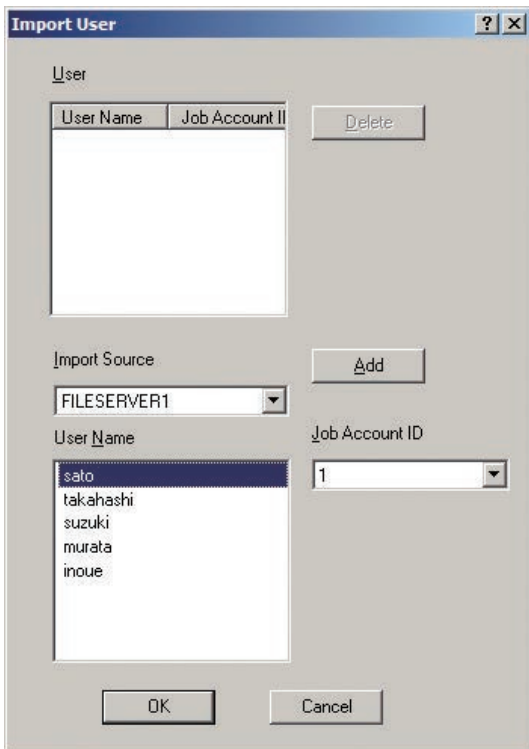 Import User
User
User Name Job Account II
Delete
Import Source
Add
FILESERVER1
User Name
Job Account ID
sato
1
takahashi
suzuki
murata
inoue
OK Cancel